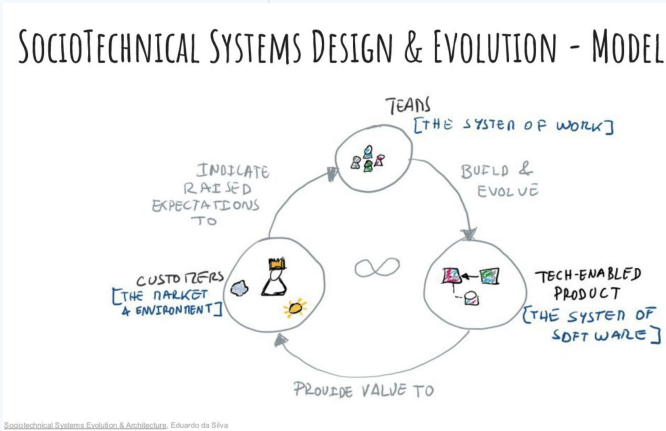 SOCIOTECHNICAL SYSTEMS DESIGN & EVOLUTION - MODEL
TEAMS
[THE SYSTEM OF WORK]
INDICATE
RAISED
EXPECTATIONS
TO
BUILD &
EVOLVE
CUSTOMERS
[THE MARKET
& ENVIRONMENT]
TECH-ENABLED
PRODUCT
[THE SYSTEM OF
SOFTWARE]
PROVIDE VALUE TO
Sociotechnical Systems Evolution & Architecture, Eduardo da Silva